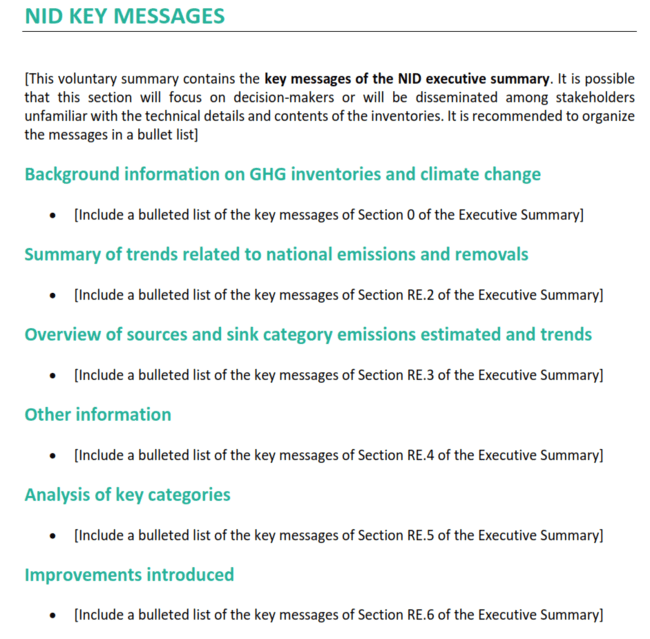 NID KEY MESSAGES
[This voluntary summary contains the key messages of the NID executive summary. It is possible
that this section will focus on decision-makers or will be disseminated among stakeholders
unfamiliar with the technical details and contents of the inventories. It is recommended to organize
the messages in a bullet list]
Background information on GHG inventories and climate change
• [Include a bulleted list of the key messages of Section 0 of the Executive Summary]
Summary of trends related to national emissions and removals
• [Include a bulleted list of the key messages of Section RE.2 of the Executive Summary]
Overview of sources and sink category emissions estimated and trends
• [Include a bulleted list of the key messages of Section RE.3 of the Executive Summary]
Other information
• [Include a bulleted list of the key messages of Section RE.4 of the Executive Summary]
Analysis of key categories
• [Include a bulleted list of the key messages of Section RE.5 of the Executive Summary]
Improvements introduced
• [Include a bulleted list of the key messages of Section RE.6 of the Executive Summary]